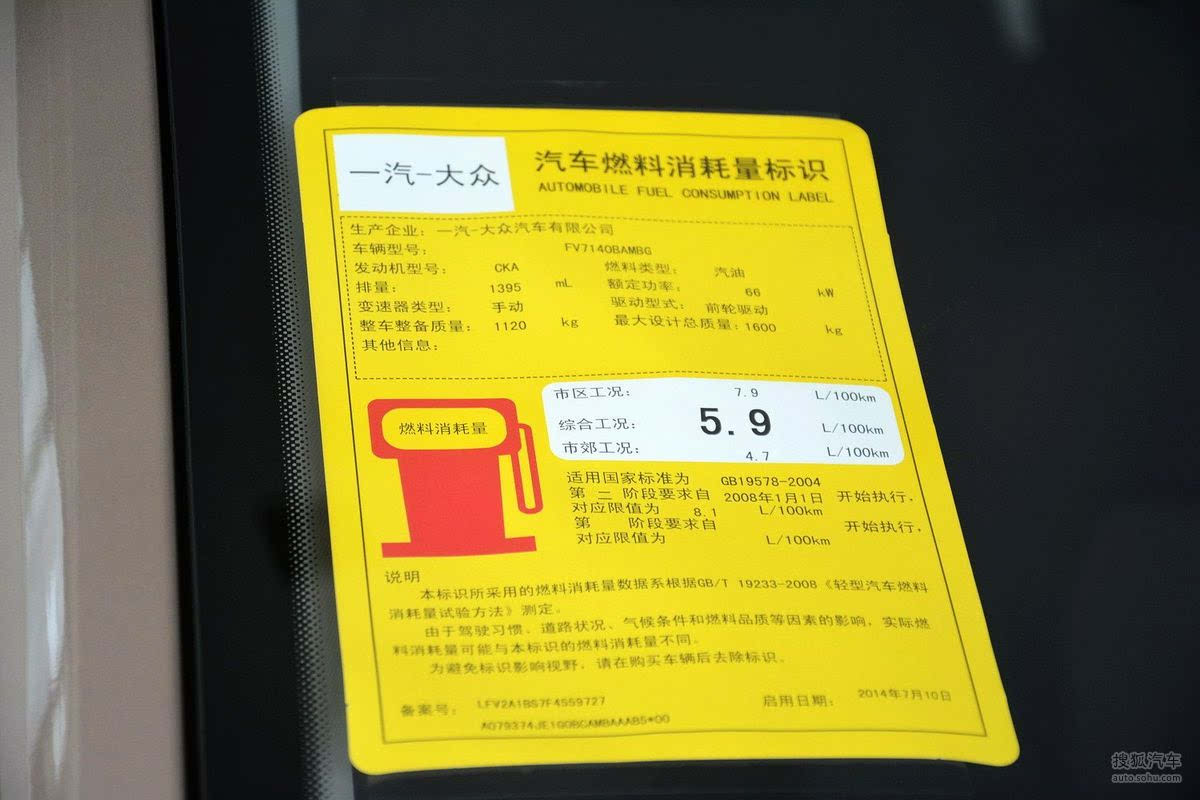 一汽-大众
汽车燃料消耗量标识
AUTOMOBILE FUEL CONSUMPTION LABEL
生产企业: 一汽-大众汽车有限公司
车辆型号: FV7140BAMBG
发动机型号: CKA 燃料类型: 汽油
排量: 1395 mL 额定功率: 66 kW
变速器类型: 手动 驱动型式: 前轮驱动
整车整备质量: 1120 kg 最大设计总质量: 1600 kg
其他信息:
市区工况: 7.9 L/100km
燃料消耗量
综合工况: 5.9 L/100km
市郊工况: 4.7 L/100km
适用国家标准为 GB19578-2004
第 二 阶段要求自 2008年1月1日 开始执行,
对应限值为 8.1 L/100km
第 阶段要求自 开始执行,
对应限值为 L/100km
说明
本标识所采用的燃料消耗量数据系根据GB/T 19233-2008《轻型汽车燃料
消耗量试验方法》测定。
由于驾驶习惯、道路状况、气候条件和燃料品质等因素的影响,实际燃
料消耗量可能与本标识的燃料消耗量不同。
为避免标识影响视野,请在购买车辆后去除标识。
备案号: LFV2A1BS7F4559727 启用日期: 2014年7月10日
搜狐汽车
auto.sohu.com